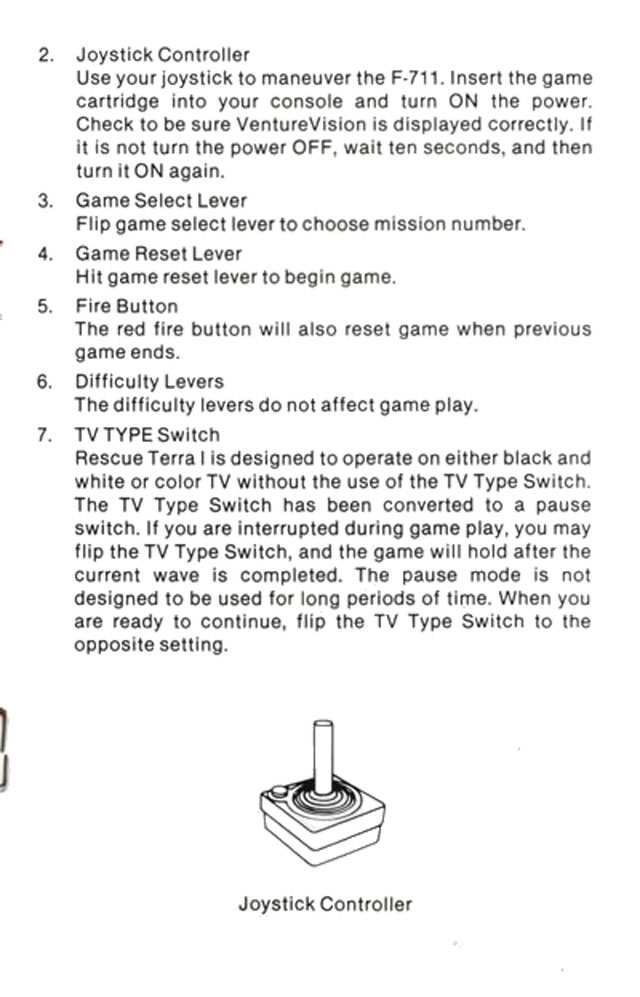 2. Joystick Controller
Use your joystick to maneuver the F-711. Insert the game
cartridge into your console and turn ON the power.
Check to be sure VentureVision is displayed correctly. If
it is not turn the power OFF, wait ten seconds, and then
turn it ON again.
3. Game Select Lever
Flip game select lever to choose mission number.
4. Game Reset Lever
Hit game reset lever to begin game.
5. Fire Button
The red fire button will also reset game when previous
game ends.
6. Difficulty Levers
The difficulty levers do not affect game play.
7. TV TYPE Switch
Rescue Terra I is designed to operate on either black and
white or color TV without the use of the TV Type Switch.
The TV Type Switch has been converted to a pause
switch. If you are interrupted during game play, you may
flip the TV Type Switch, and the game will hold after the
current wave is completed. The pause mode is not
designed to be used for long periods of time. When you
are ready to continue, flip the TV Type Switch to the
opposite setting.
Joystick Controller